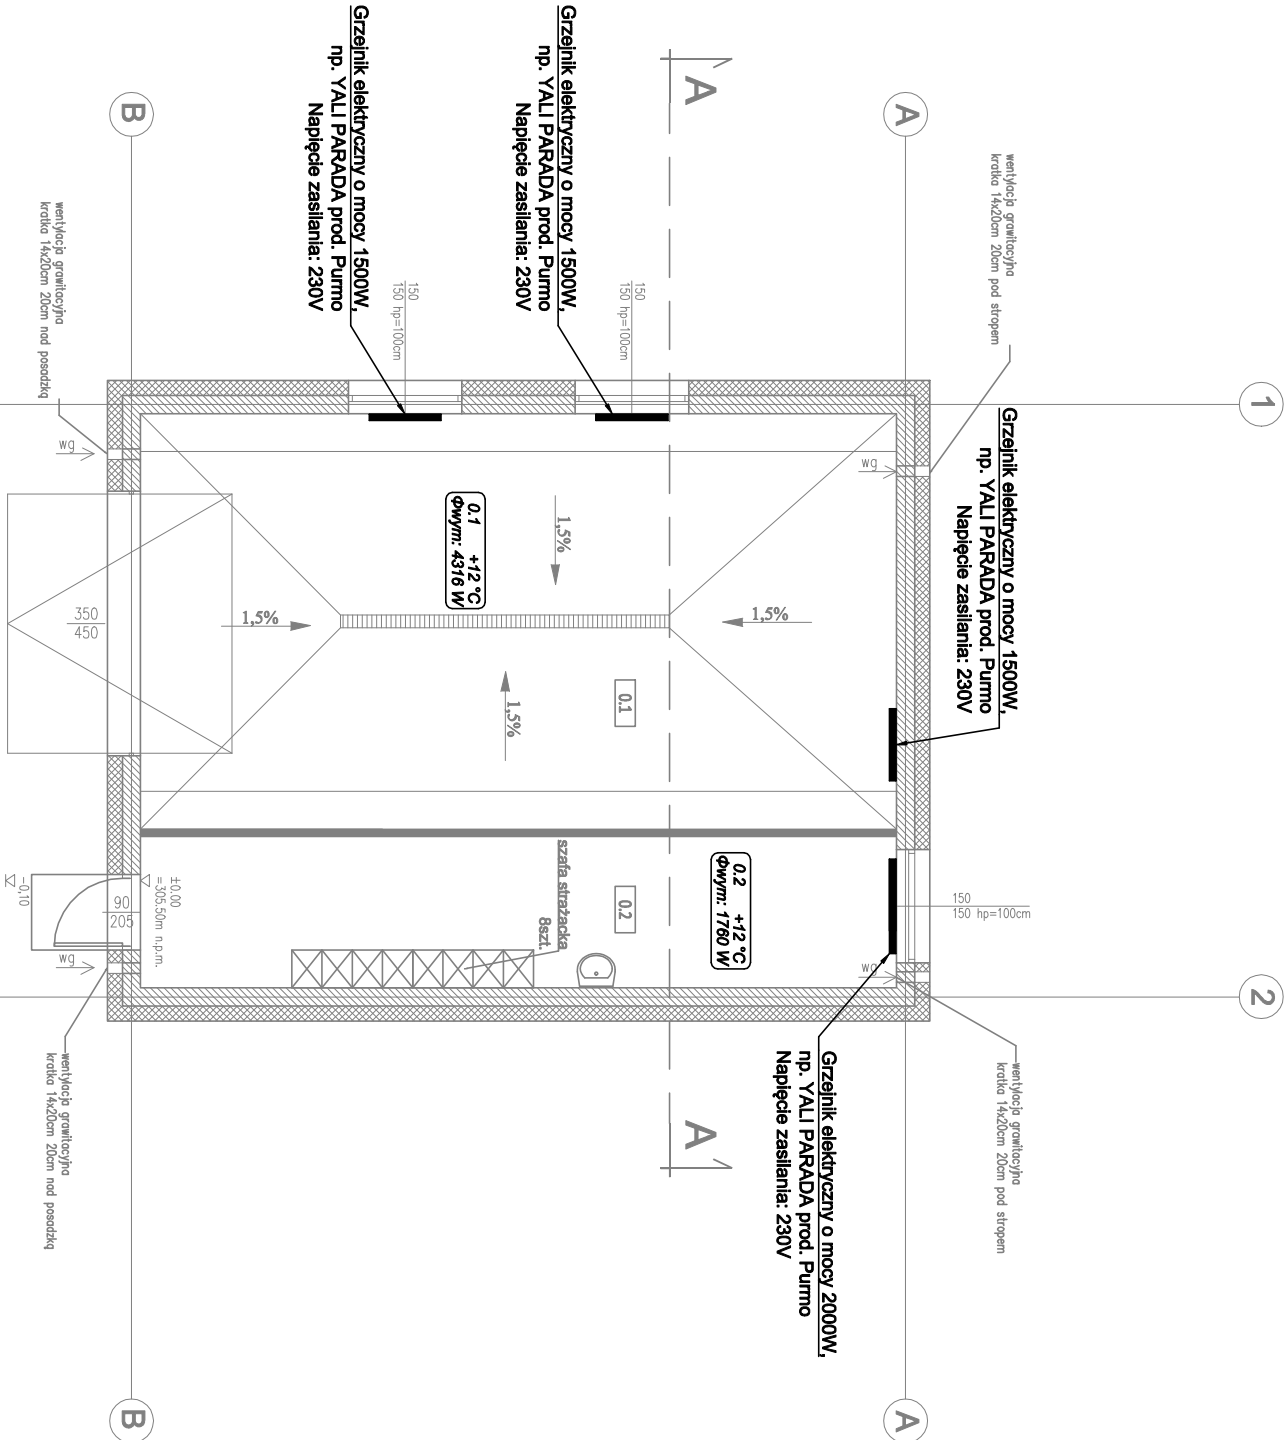 Grzejnik elektryczny o mocy 1500W,
np. YALI PARADA prod. Purmo
Napięcie zasilania: 230V
Grzejnik elektryczny o mocy 1500W,
np. YALI PARADA prod. Purmo
Napięcie zasilania: 230V
Grzejnik elektryczny o mocy 1500W,
np. YALI PARADA prod. Purmo
Napięcie zasilania: 230V
Grzejnik elektryczny o mocy 2000W,
np. YALI PARADA prod. Purmo
Napięcie zasilania: 230V
A
A
A
A
B
B
1
2
wentylacja grawitacyjna
kratka 14x20cm 20cm pod stropem
wentylacja grawitacyjna
kratka 14x20cm 20cm pod stropem
wentylacja grawitacyjna
kratka 14x20cm 20cm nad posadzką
wentylacja grawitacyjna
kratka 14x20cm 20cm nad posadzką
wg
wg
wg
wg
150
150 hp=100cm
150
150 hp=100cm
150
150 hp=100cm
0.1 +12 °C
Φwym: 4316 W
0.2 +12 °C
Φwym: 1760 W
0.1
0.2
1,5%
1,5%
1,5%
1,5%
350
450
90
205
±0.00
=305.50m n.p.m.
-0,10
szafa strażacka
8szt.